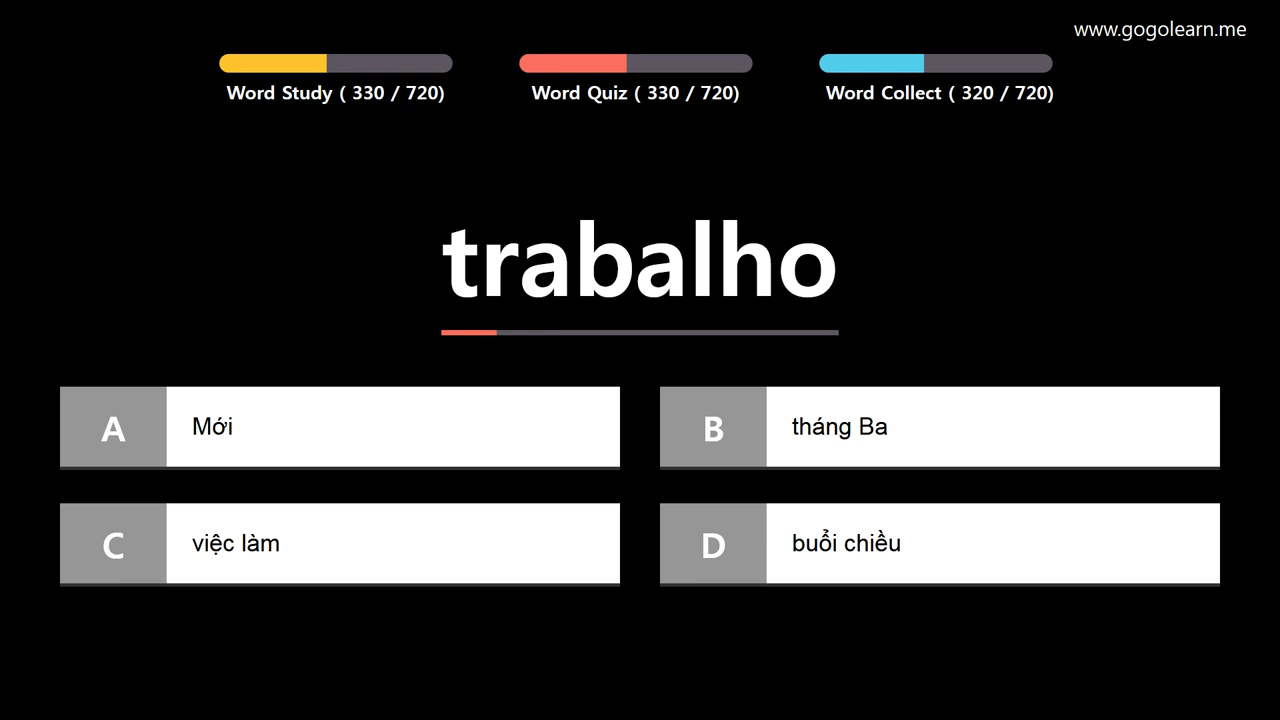 www.gogolearn.me
Word Study ( 330 / 720)
Word Quiz ( 330 / 720)
Word Collect ( 320 / 720)
trabalho
A Mới
B tháng Ba
C việc làm
D buổi chiều